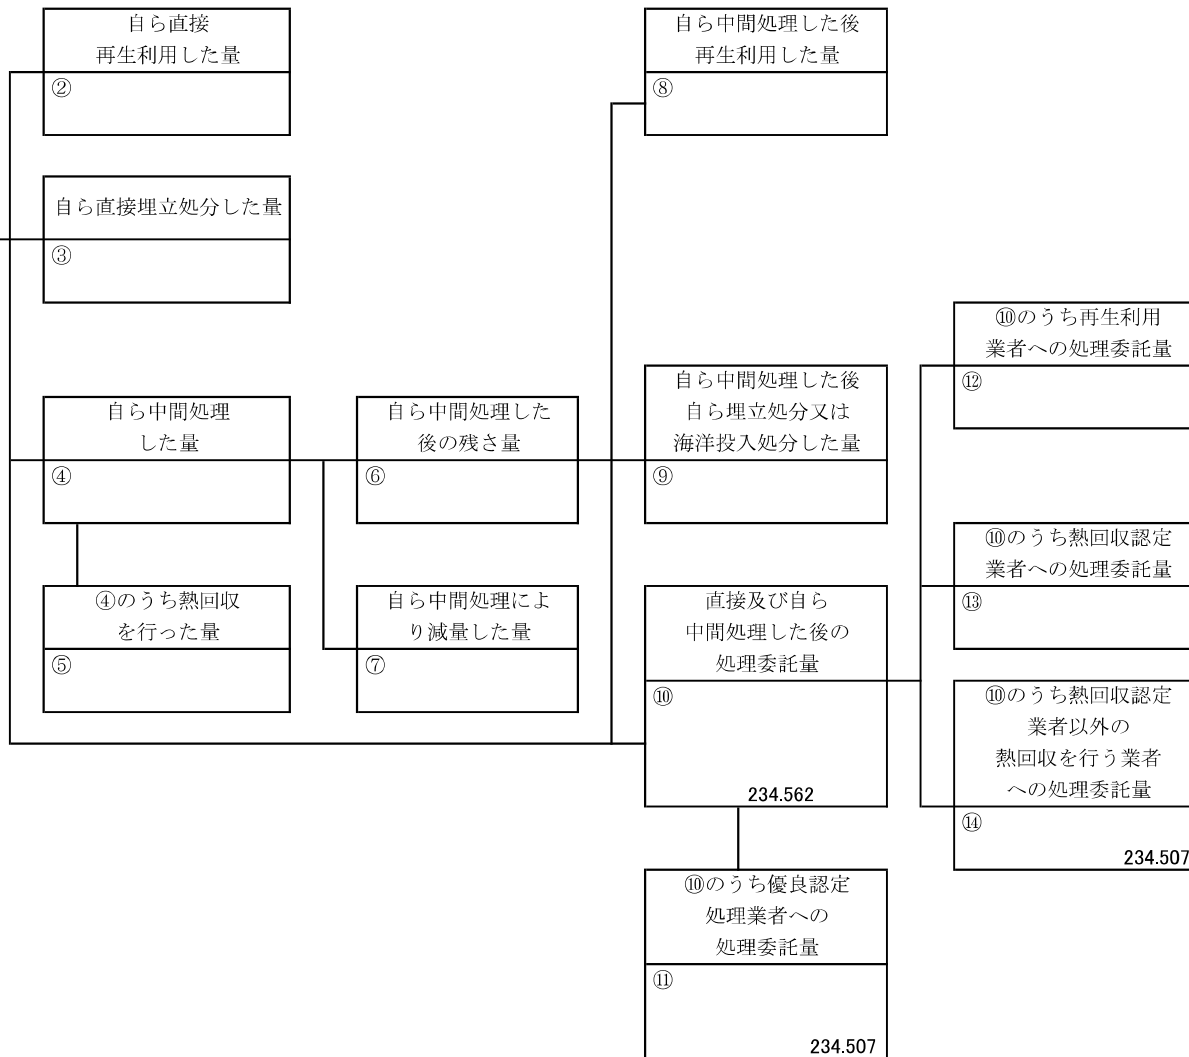 自ら直接
再生利用した量
②
自ら中間処理した後
再生利用した量
⑧
自ら直接埋立処分した量
③
⑩のうち再生利用
業者への処理委託量
⑫
自ら中間処理
した量
④
自ら中間処理した
後の残さ量
⑥
自ら中間処理した後
自ら埋立処分又は
海洋投入処分した量
⑨
⑩のうち熱回収認定
業者への処理委託量
⑬
④のうち熱回収
を行った量
⑤
自ら中間処理によ
り減量した量
⑦
直接及び自ら
中間処理した後の
処理委託量
⑩
234.562
⑩のうち熱回収認定
業者以外の
熱回収を行う業者
への処理委託量
⑭
234.507
⑩のうち優良認定
処理業者への
処理委託量
⑪
234.507